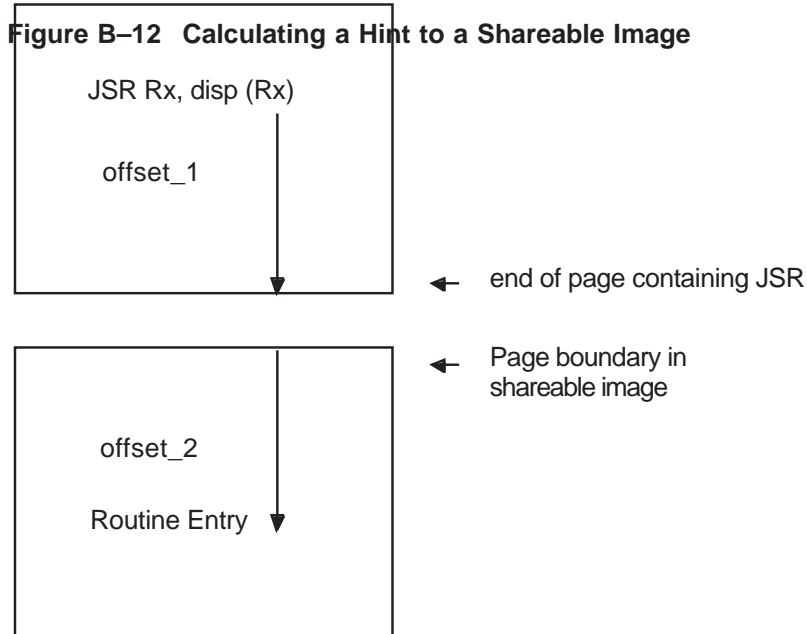 Figure B–12 Calculating a Hint to a Shareable Image
JSR Rx, disp (Rx)
offset_1
end of page containing JSR
Page boundary in
shareable image
offset_2
Routine Entry